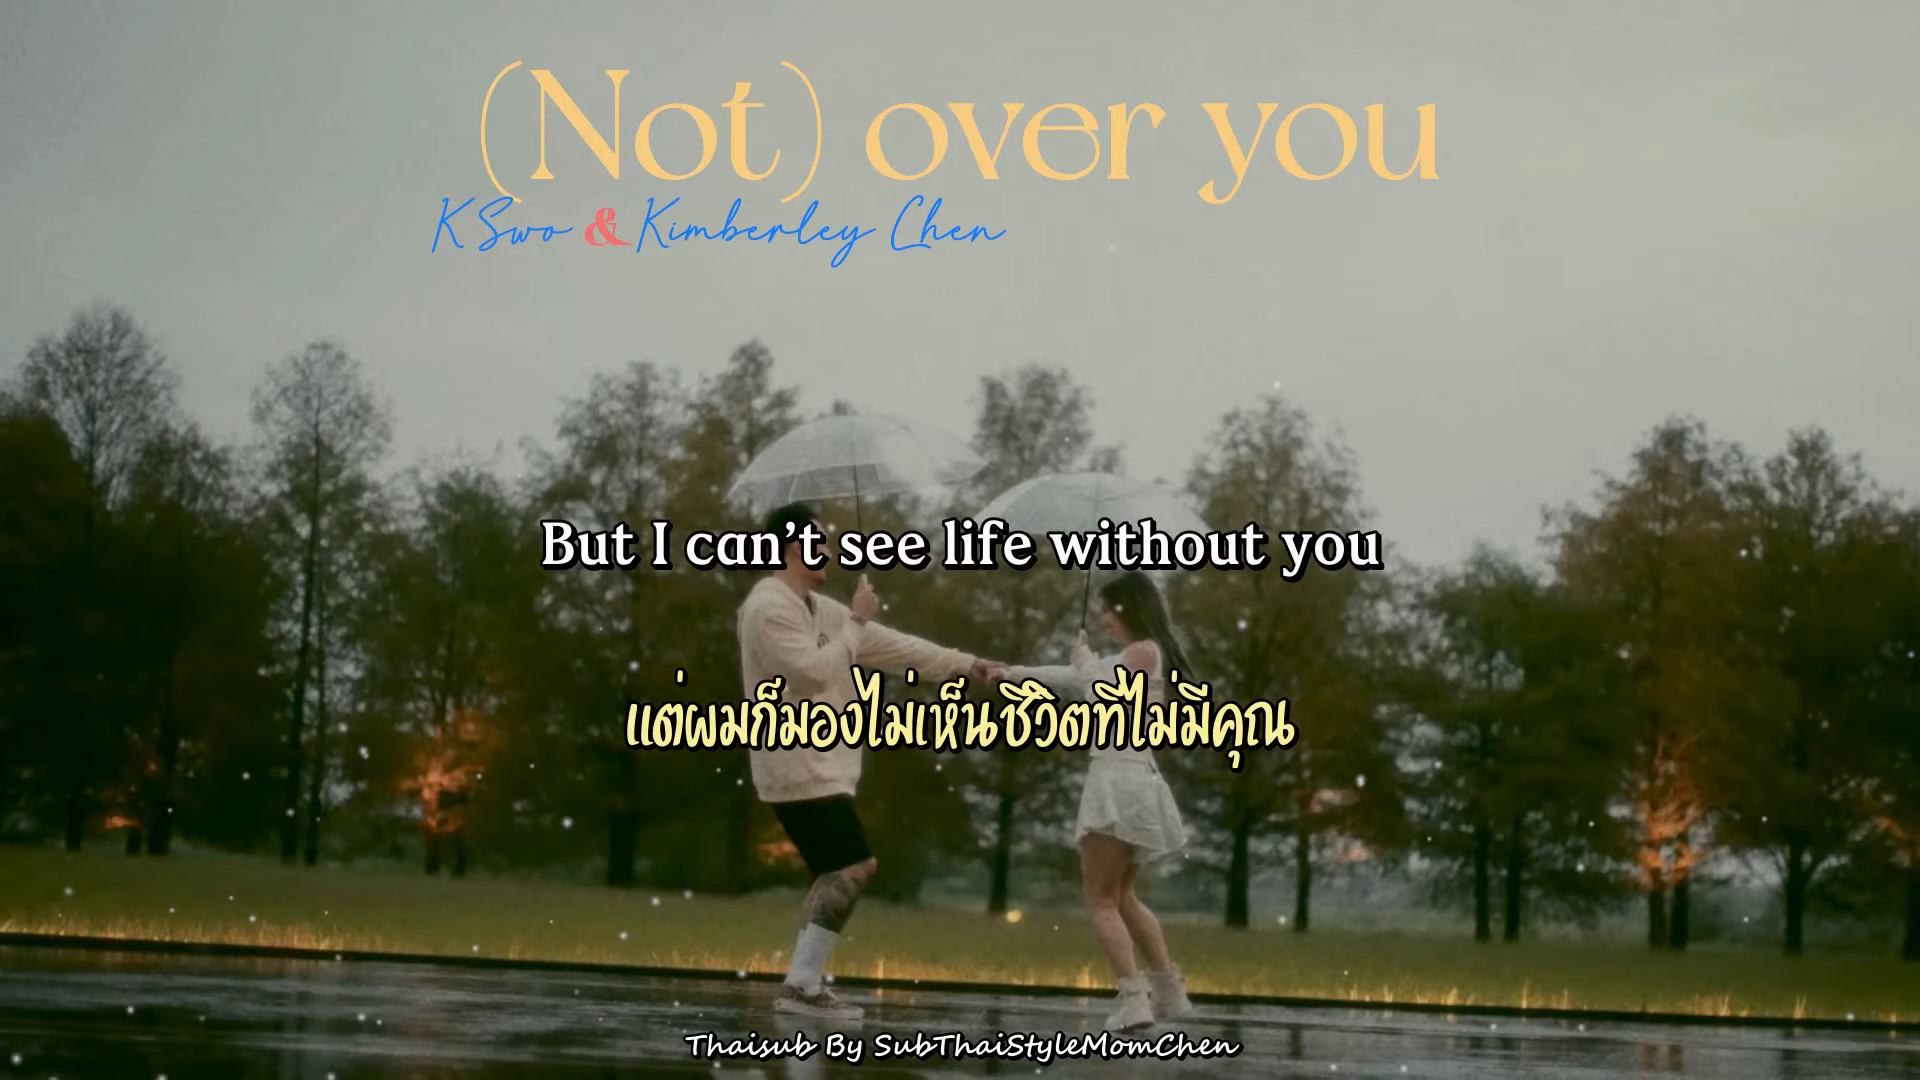 (Not) over you
KSwo & Kimberley Chen
But I can't see life without you
แต่ผมก็มองไม่เห็นชีวิตที่ไม่มีคุณ
Thaisub By SubThaiStyleMomChen